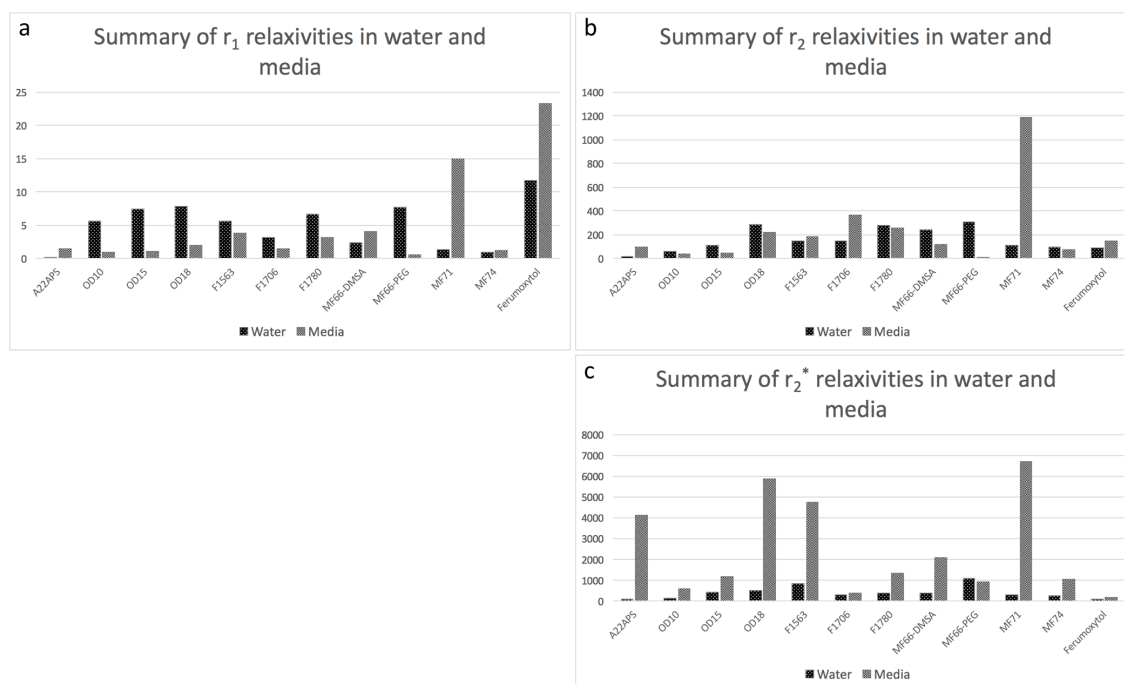 a
Summary of r₁ relaxivities in water and
media
25
20
15
10
5
0
A22APS
OD10
OD15
OD18
F1563
F1706
F1780
MF66-DMSA
MF66-PEG
MF71
MF74
Ferumoxytol
Water Media
b
Summary of r₂ relaxivities in water and
media
1400
1200
1000
800
600
400
200
0
A22APS
OD10
OD15
OD18
F1563
F1706
F1780
MF66-DMSA
MF66-PEG
MF71
MF74
Ferumoxytol
Water Media
c
Summary of r₂* relaxivities in water and
media
8000
7000
6000
5000
4000
3000
2000
1000
0
A22APS
OD10
OD15
OD18
F1563
F1706
F1780
MF66-DMSA
MF66-PEG
MF71
MF74
Ferumoxytol
Water Media